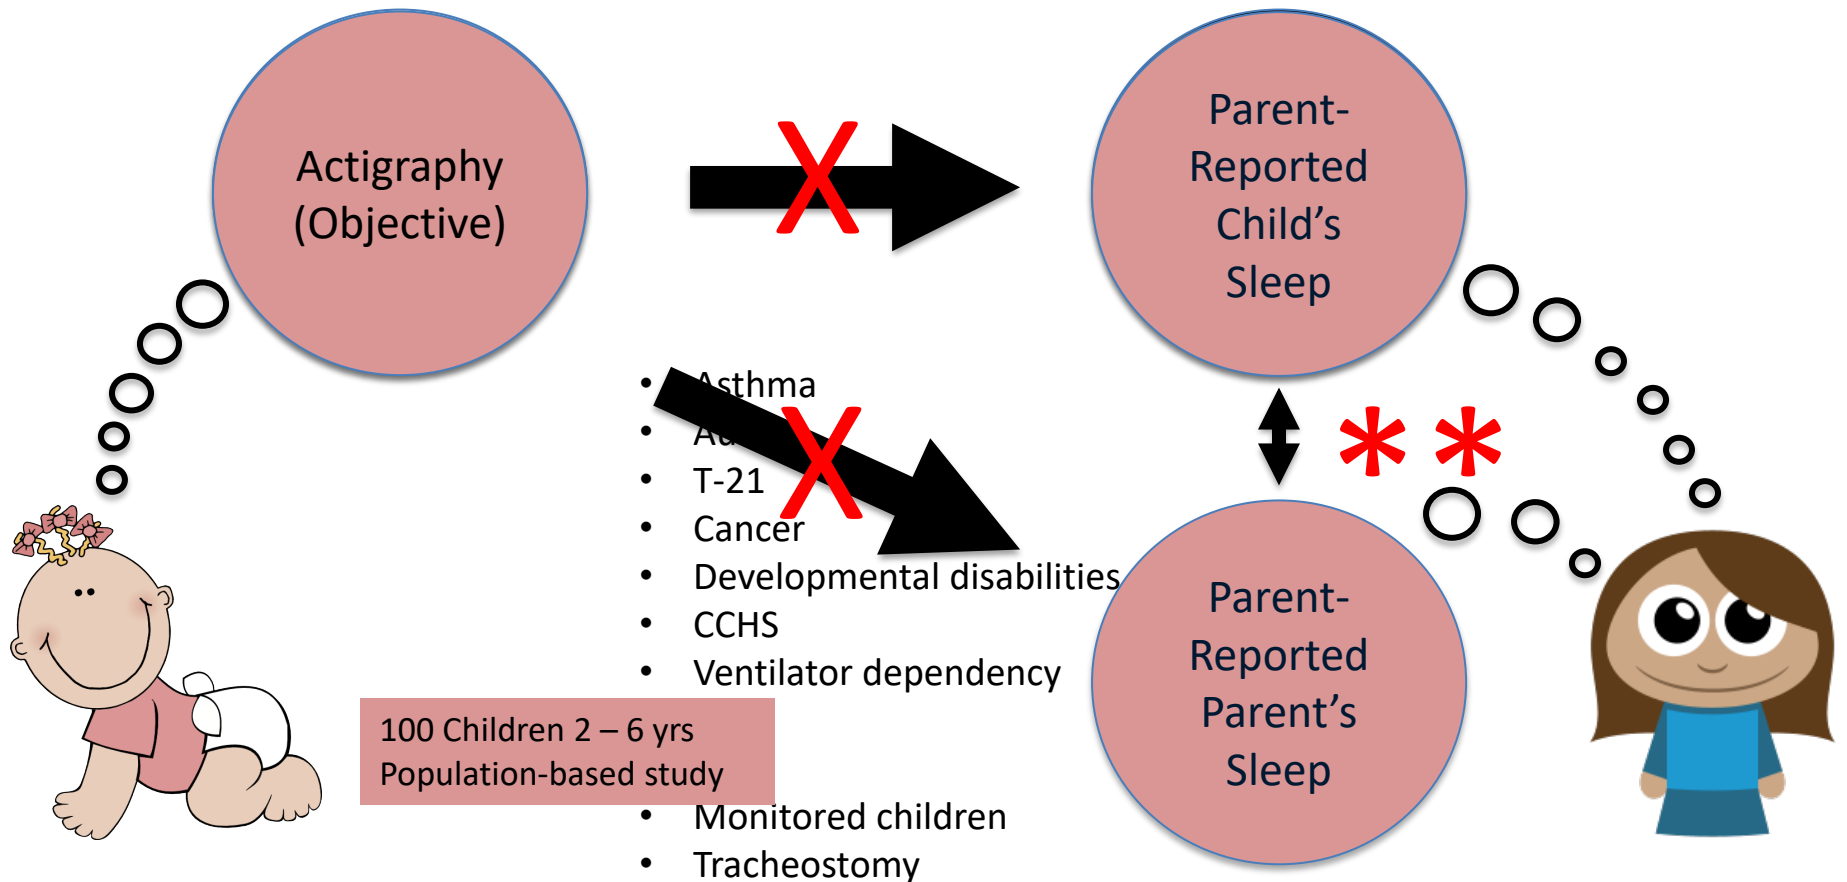 Actigraphy
(Objective)
X
Parent-
Reported
Child's
Sleep
• Asthma
•
• T-21
X
• Cancer
• Developmental disabilities
• CCHS
• Ventilator dependency
* *
Parent-
Reported
Parent's
Sleep
100 Children 2 – 6 yrs
Population-based study
• Monitored children
• Tracheostomy